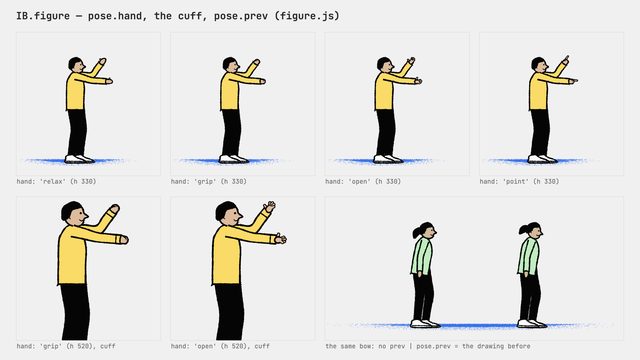 IB.figure — pose.hand, the cuff, pose.prev (figure.js)
hand: 'relax' (h 330)
hand: 'grip' (h 330)
hand: 'open' (h 330)
hand: 'point' (h 330)
hand: 'grip' (h 520), cuff
hand: 'open' (h 520), cuff
the same bow: no prev | pose.prev = the drawing before